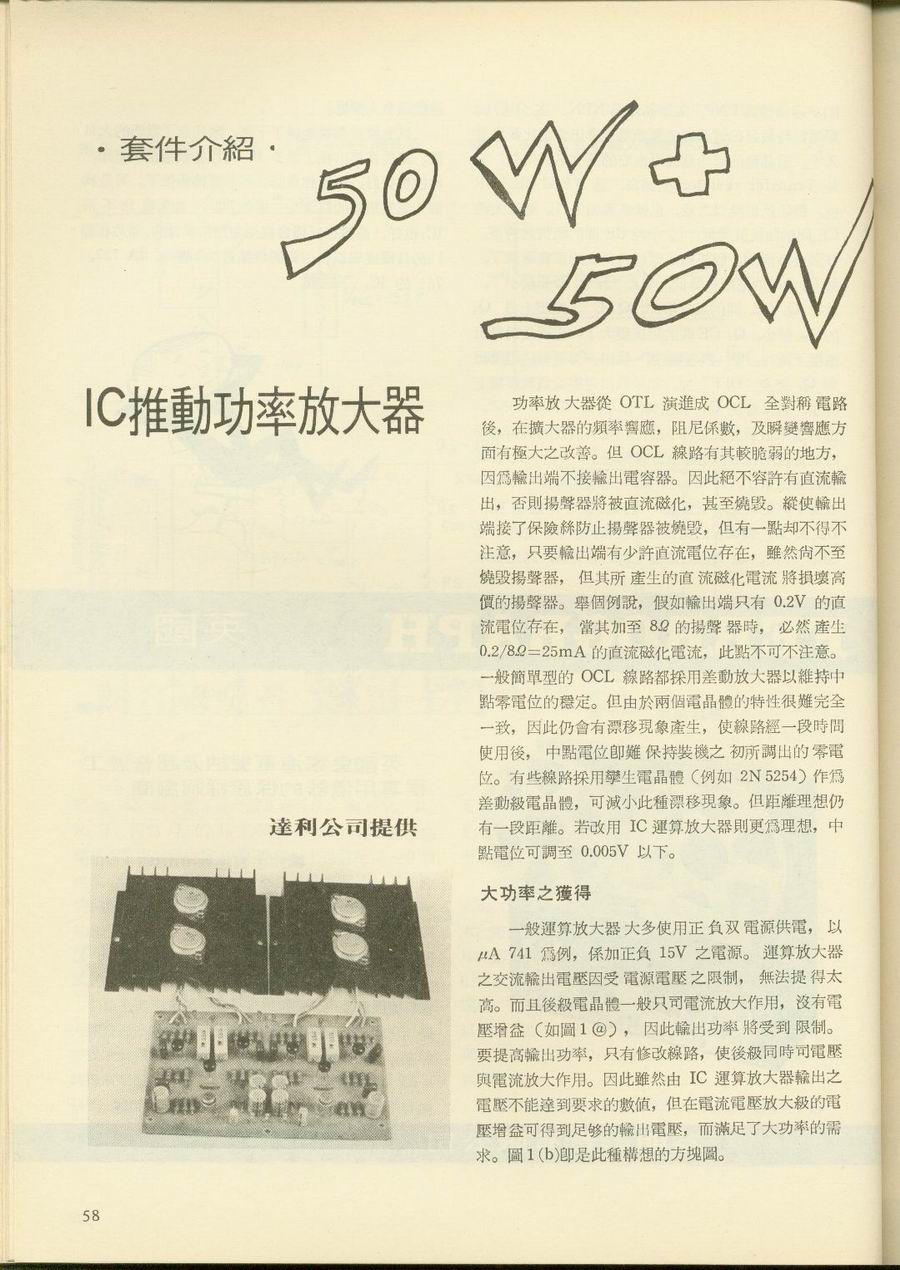 ·套件介紹·
50W+
50W
IC推動功率放大器
功率放大器從 OTL 演進成 OCL 全對稱電路
後，在擴大器的頻率響應，阻尼係數，及瞬變響應方
面有極大之改善。但 OCL 線路有其較脆弱的地方，
因爲輸出端不接輸出電容器。因此絕不容許有直流輸
出，否則揚聲器將被直流磁化，甚至燒毀。縱使輸出
端接了保險絲防止揚聲器被燒毀，但有一點却不得不
注意，只要輸出端有少許直流電位存在，雖然尙不至
燒毀揚聲器，但其所產生的直流磁化電流將損壞高
價的揚聲器。舉個例說，假如輸出端只有 0.2V 的直
流電位存在，當其加至 8Ω 的揚聲器時，必然產生
0.2/8Ω=25mA 的直流磁化電流，此點不可不注意。
一般簡單型的 OCL 線路都採用差動放大器以維持中
點零電位的穩定。但由於兩個電晶體的特性很難完全
一致，因此仍會有漂移現象產生，使線路經一段時間
使用後，中點電位卽難保持裝機之初所調出的零電
位。有些線路採用孿生電晶體（例如 2N 5254）作爲
差動級電晶體，可減小此種漂移現象。但距離理想仍
有一段距離。若改用 IC 運算放大器則更爲理想，中
點電位可調至 0.005V 以下。
大功率之獲得
一般運算放大器大多使用正負双電源供電，以
μA 741 爲例，係加正負 15V 之電源。運算放大器
之交流輸出電壓因受電源電壓之限制，無法提得太
高。而且後級電晶體一般只司電流放大作用，沒有電
壓增益（如圖1@），因此輸出功率將受到限制。
要提高輸出功率，只有修改線路，使後級同時司電壓
與電流放大作用。因此雖然由 IC 運算放大器輸出之
電壓不能達到要求的數値，但在電流電壓放大級的電
壓增益可得到足够的輸出電壓，而滿足了大功率的需
求。圖1(b)卽是此種構想的方塊圖。
達利公司提供
58